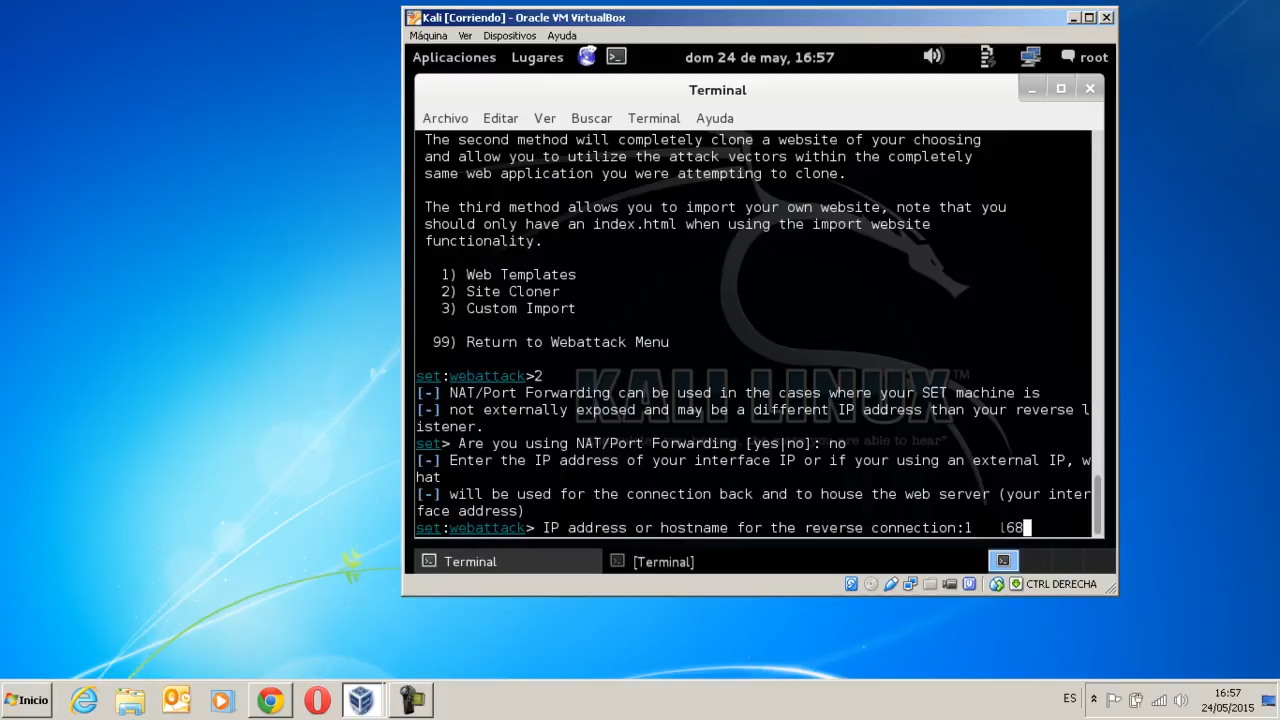 Kali [Corriendo] - Oracle VM VirtualBox
Máquina Ver Dispositivos Ayuda
Aplicaciones Lugares dom 24 de may, 16:57 root
Terminal
Archivo Editar Ver Buscar Terminal Ayuda
The second method will completely clone a website of your choosing
and allow you to utilize the attack vectors within the completely
same web application you were attempting to clone.
The third method allows you to import your own website, note that you
should only have an index.html when using the import website
functionality.
1) Web Templates
2) Site Cloner
3) Custom Import
99) Return to Webattack Menu
set:webattack>2
[-] NAT/Port Forwarding can be used in the cases where your SET machine is
[-] not externally exposed and may be a different IP address than your reverse l
istener.
set> Are you using NAT/Port Forwarding [yes|no]: no
[-] Enter the IP address of your interface IP or if your using an external IP, w
hat
[-] will be used for the connection back and to house the web server (your inter
face address)
set:webattack> IP address or hostname for the reverse connection:1 168
KALI LINUX™
able to hear"
Terminal [Terminal]
CTRL DERECHA
Inicio ES 16:57
24/05/2015